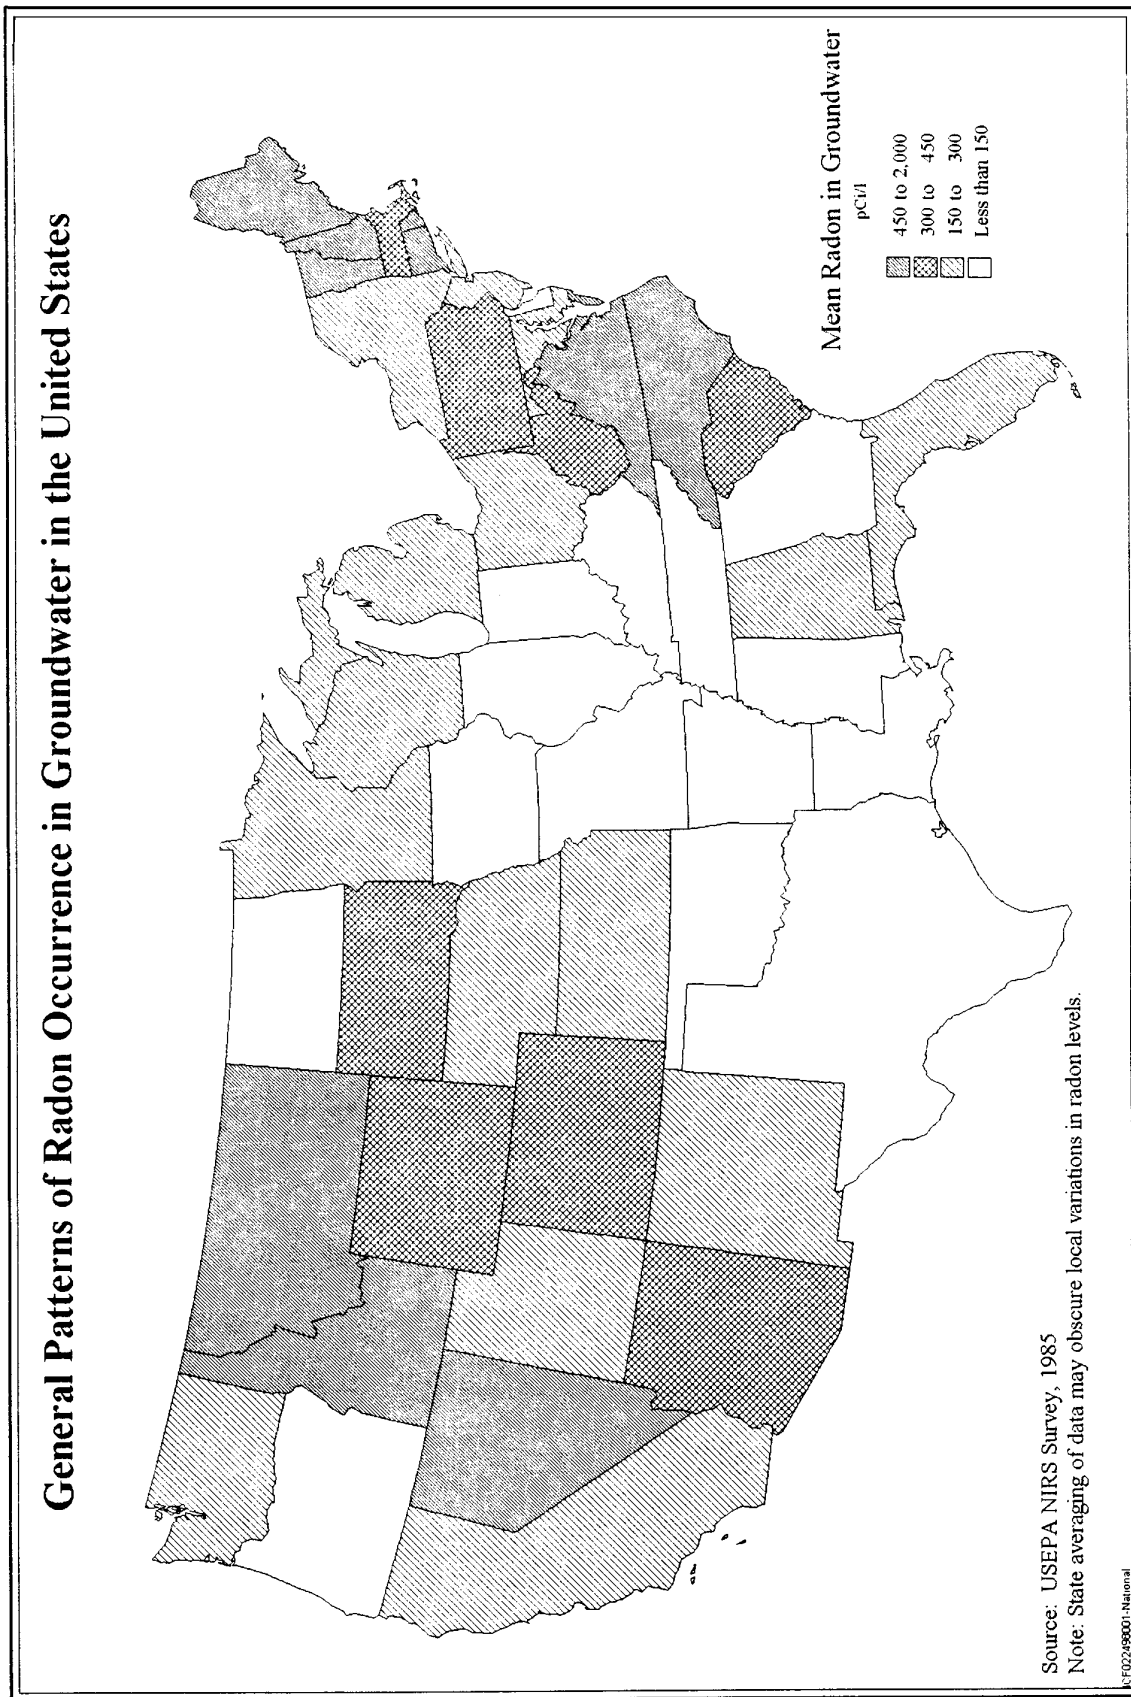 General Patterns of Radon Occurrence in Groundwater in the United States
Mean Radon in Groundwater
pCi/l
450 to 2,000
300 to 450
150 to 300
Less than 150
Source: USEPA NIRS Survey, 1985
Note: State averaging of data may obscure local variations in radon levels.